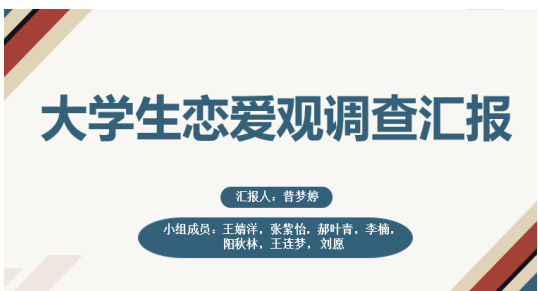 大学生恋爱观调查汇报
汇报人：普梦婷
小组成员：王婧洋，张紫怡，郝叶青，李楠，
阳秋林，王连梦，刘愿